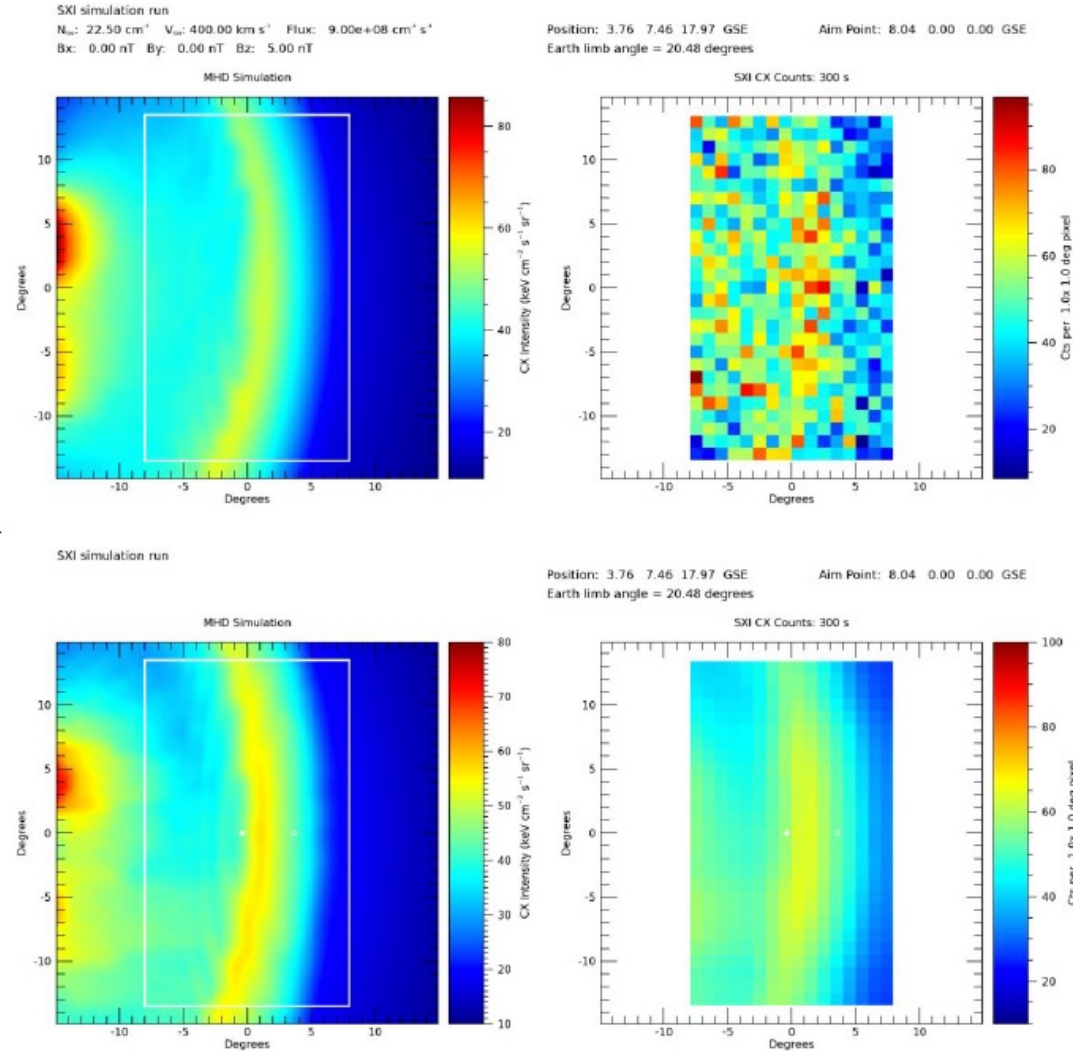 SXI simulation run
N∞: 22.50 cm⁻³ V∞: 400.00 km s⁻¹ Flux: 9.00e+08 cm⁻² s⁻¹
Bx: 0.00 nT By: 0.00 nT Bz: 5.00 nT
Position: 3.76 7.46 17.97 GSE Aim Point: 8.04 0.00 0.00 GSE
Earth limb angle = 20.48 degrees
MHD Simulation
10
5
0
-5
-10
Degrees
-10 -5 0 5 10
Degrees
80
60
40
20
CX Intensity (keV cm⁻² s⁻¹ sr⁻¹)
SXI CX Counts: 300 s
10
5
0
-5
-10
Degrees
-10 -5 0 5 10
Degrees
80
60
40
20
Cts per 1.0x 1.0 deg pixel
SXI simulation run
Position: 3.76 7.46 17.97 GSE Aim Point: 8.04 0.00 0.00 GSE
Earth limb angle = 20.48 degrees
MHD Simulation
10
5
0
-5
-10
Degrees
-10 -5 0 5 10
Degrees
80
70
60
50
40
30
20
10
CX Intensity (keV cm⁻² s⁻¹ sr⁻¹)
SXI CX Counts: 300 s
10
5
0
-5
-10
Degrees
-10 -5 0 5 10
Degrees
100
80
60
40
20
Cts per 1.0x 1.0 deg pixel